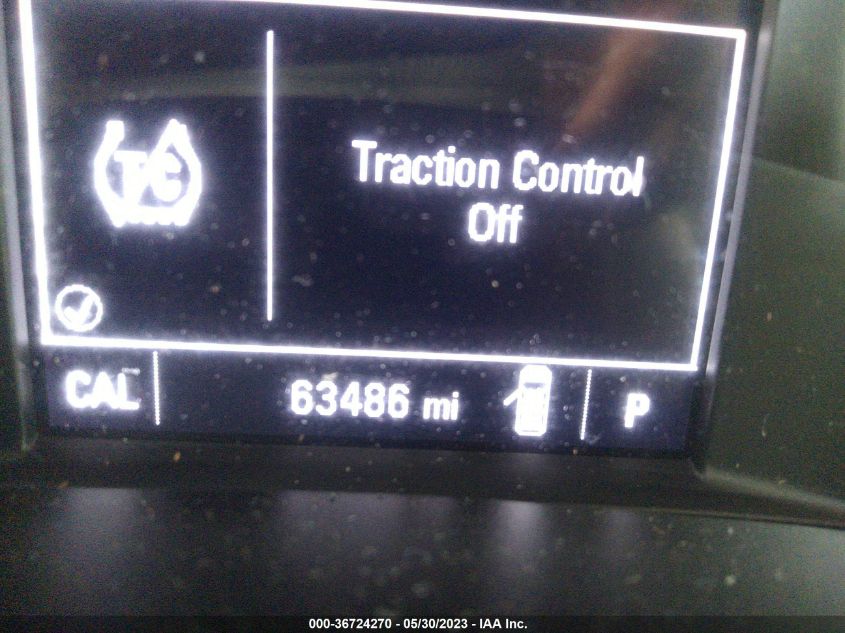 TC
Traction Control
Off
CAL
63486 mi
P
000-36724270 - 05/30/2023 - IAA Inc.